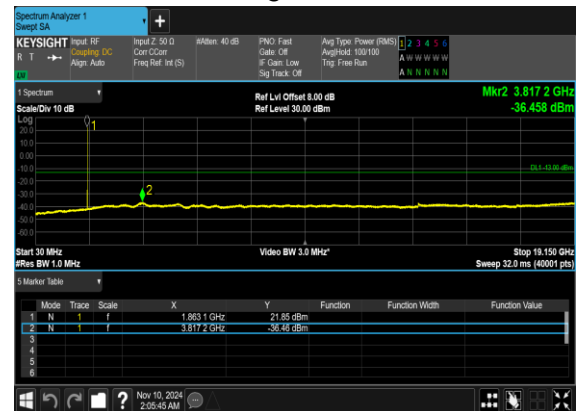 Spectrum Analyzer 1
Swept SA
+
KEYSIGHT Input: RF Input Z: 50 Ω #Atten: 40 dB PNO: Fast Avg Type: Power (RMS) 1 2 3 4 5 6
R T Coupling: DC Corr CCorr Gate: Off Avg|Hold: 100/100 A W W W W W
Align: Auto Freq Ref: Int (S) IF Gain: Low Trig: Free Run
LU Sig Track: Off A N N N N N
1 Spectrum Ref Lvl Offset 8.00 dB Mkr2 3.817 2 GHz
Scale/Div 10 dB Ref Level 30.00 dBm -36.458 dBm
Log
20.0 1
10.0
0.00
-10.0 DL1 -13.00 dBm
-20.0
-30.0 2
-40.0
-50.0
-60.0
Start 30 MHz Video BW 3.0 MHz* Stop 19.150 GHz
#Res BW 1.0 MHz Sweep 32.0 ms (40001 pts)
5 Marker Table
Mode Trace Scale X Y Function Function Width Function Value
1 N 1 f 1.863 1 GHz 21.85 dBm
2 N 1 f 3.817 2 GHz -36.46 dBm
3
4
5
6
? Nov 10, 2024
2:05:45 AM